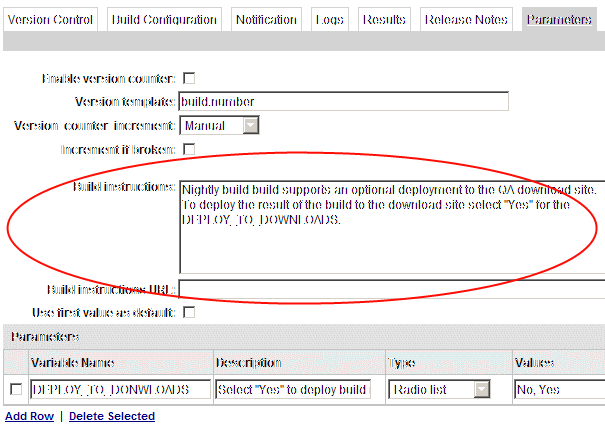 Version Control Build Configuration Notification Logs Results Release Notes Parameters
Enable version counter:
Version template: build.number
Version counter increment: Manual
Increment if broken:
Build instructions: Nightly build build supports an optional deployment to the QA download site.
To deploy the result of the build to the download site select "Yes" for the
DEPLOY_TO_DOWNLOADS.
Build instructions URL:
Use first value as default:
Parameters
Variable Name Description Type Values
DEPLOY_TO_DONWLOADS Select "Yes" to deploy build Radio list No, Yes
Add Row | Delete Selected